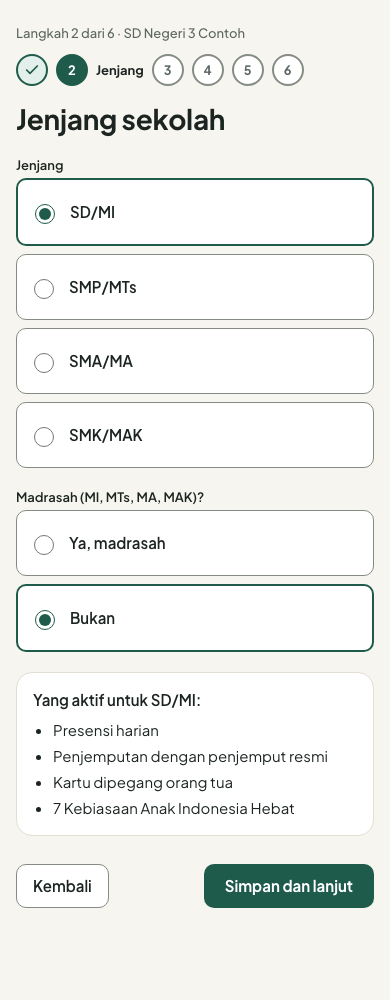 Langkah 2 dari 6 · SD Negeri 3 Contoh
2 Jenjang 3 4 5 6
Jenjang sekolah
Jenjang
SD/MI
SMP/MTs
SMA/MA
SMK/MAK
Madrasah (MI, MTs, MA, MAK)?
Ya, madrasah
Bukan
Yang aktif untuk SD/MI:
• Presensi harian
• Penjemputan dengan penjemput resmi
• Kartu dipegang orang tua
• 7 Kebiasaan Anak Indonesia Hebat
Kembali Simpan dan lanjut